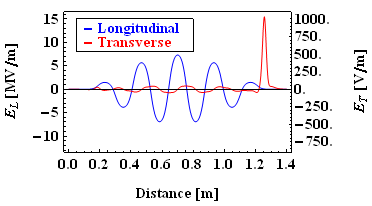 15
10
5
0
−5
−10
E_L [MV/m]
Longitudinal
Transverse
1000.
750.
500.
250.
0.
−250.
−500.
−750.
E_T [V/m]
0.0 0.2 0.4 0.6 0.8 1.0 1.2 1.4
Distance [m]